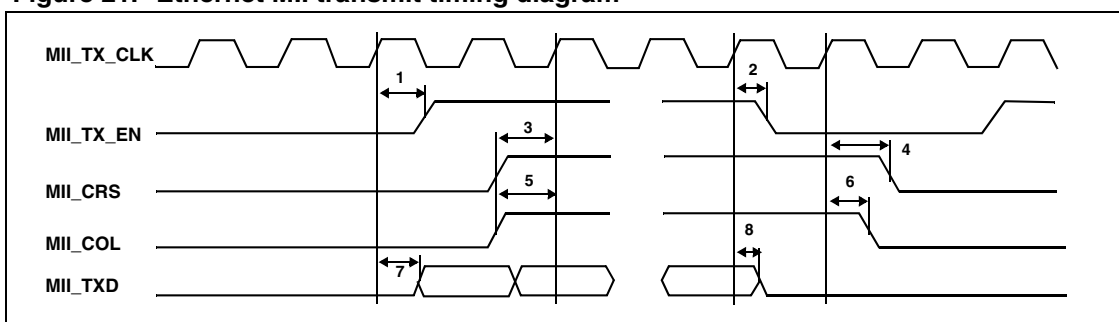 Figure Ethernet MII transmit timing diagram
MII_TX_CLK
1
2
MII_TX_EN
3
4
MII_CRS
5
6
MII_COL
8
7
MII_TXD